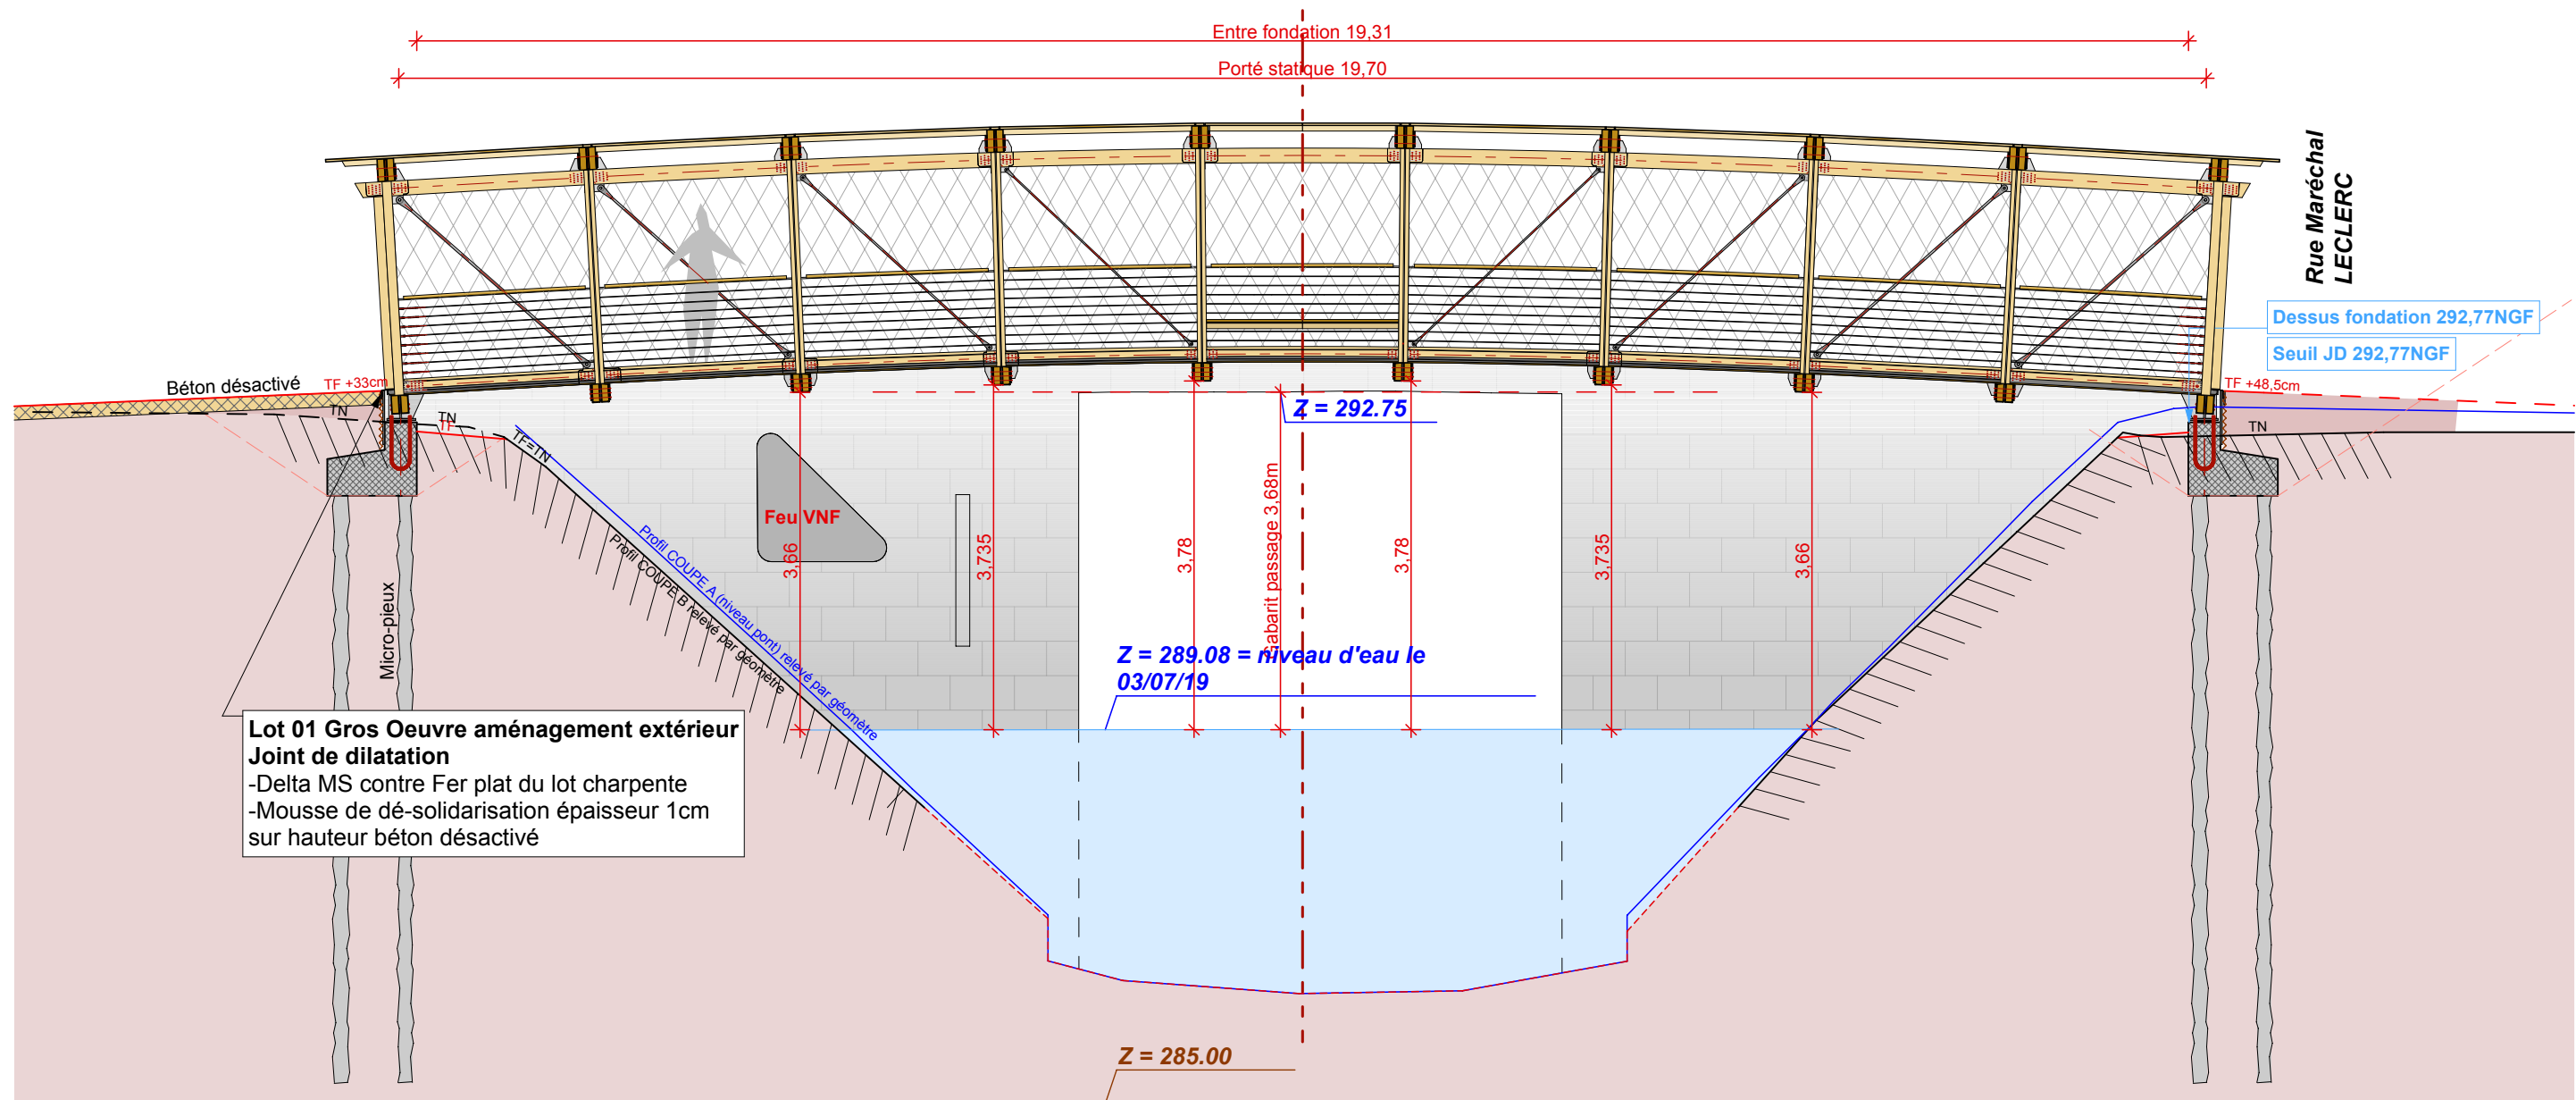 Entre fondation 19,31
Porté statique 19,70
Rue Maréchal
LECLERC
Dessus fondation 292,77NGF
Seuil JD 292,77NGF
Béton désactivé
TF +33cm
TF +48,5cm
TN
TN
TF
TF=TN
TN
Z = 292.75
Feu VNF
3,66
3,735
3,78
Gabarit passage 3,68m
3,78
3,735
3,66
Profil COUPE A (niveau pont) relevé par géomètre
Profil COUPE B relevé par géomètre
Micro-pieux
Z = 289.08 = niveau d'eau le
03/07/19
Lot 01 Gros Oeuvre aménagement extérieur
Joint de dilatation
-Delta MS contre Fer plat du lot charpente
-Mousse de dé-solidarisation épaisseur 1cm
sur hauteur béton désactivé
Z = 285.00